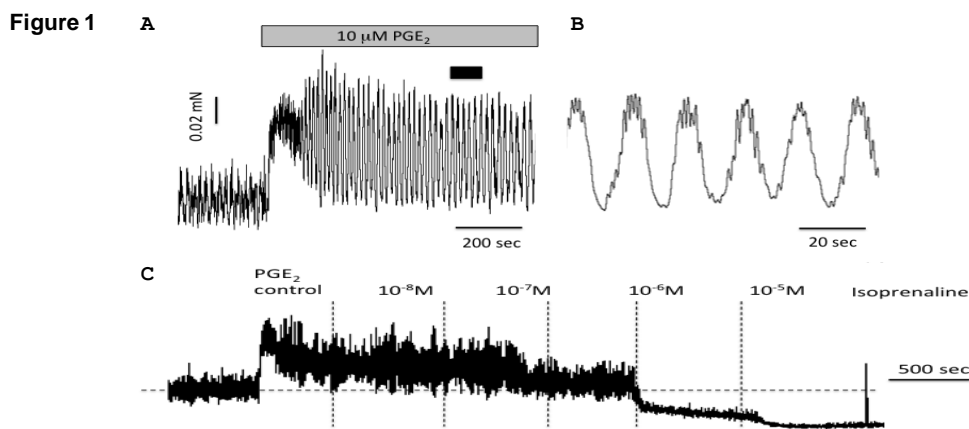 Figure 1
A
10 μM PGE₂
0.02 mN
200 sec
B
20 sec
C
PGE₂
control
10⁻⁸M
10⁻⁷M
10⁻⁶M
10⁻⁵M
Isoprenaline
500 sec